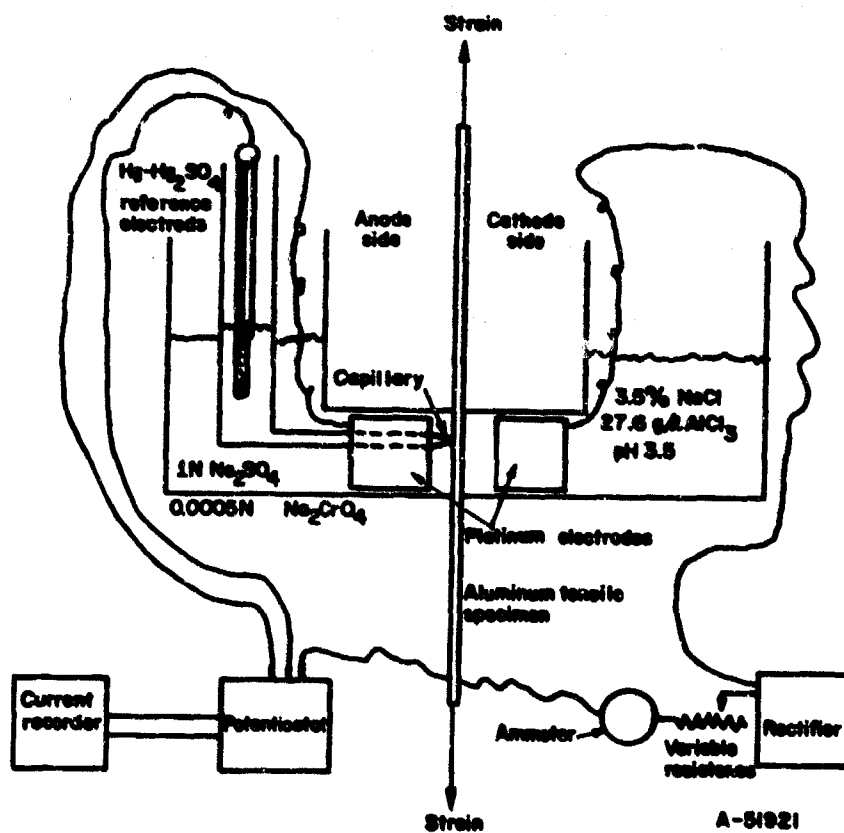 Strain
Hg-Hg2SO4
reference
electrode
Anode
side
Cathode
side
Capillary
3.5% NaCl
27.6 g/l AlCl3
pH 3.5
1N Na2SO4
0.0005N Na2CrO4
Platinum electrodes
Aluminum tensile
specimen
Current
recorder
Potentiostat
Ammeter
Variable
resistance
Rectifier
Strain
A-51921